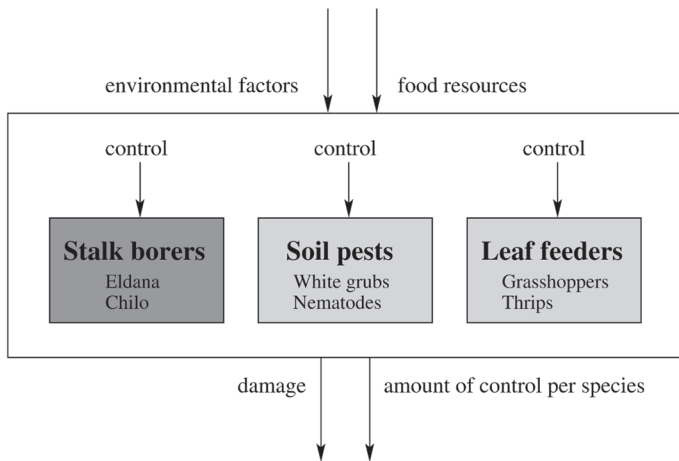 environmental factors
food resources
control
control
control
Stalk borers
Eldana
Chilo
Soil pests
White grubs
Nematodes
Leaf feeders
Grasshoppers
Thrips
damage
amount of control per species